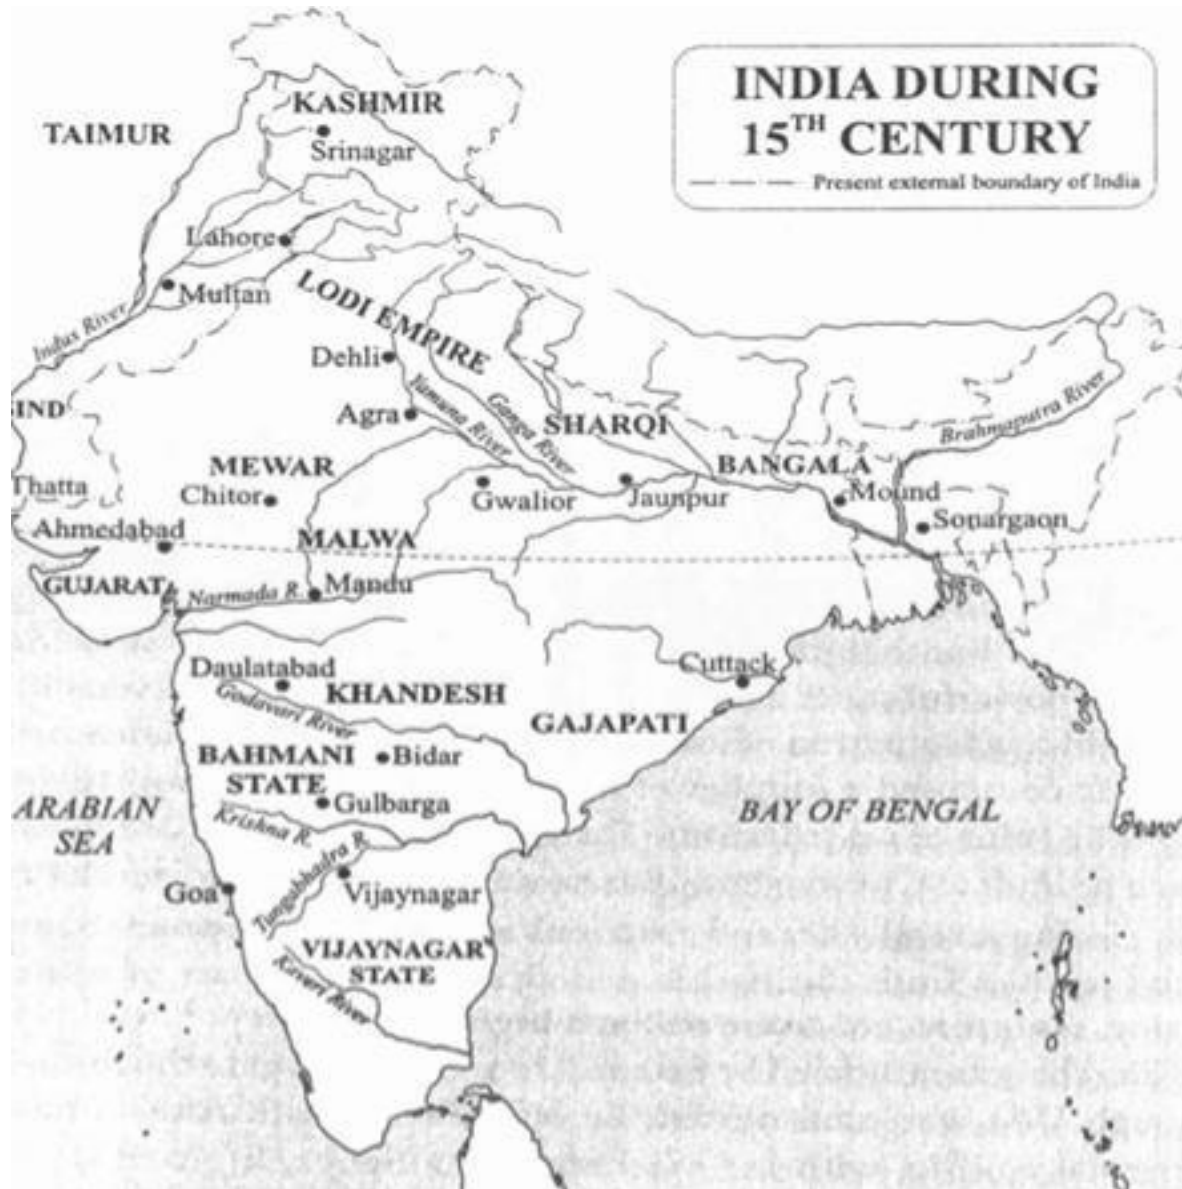 INDIA DURING
15TH CENTURY
Present external boundary of India
KASHMIR
TAIMUR
Srinagar
Lahore
Multan
LODI EMPIRE
Indus River
Dehli
Yamuna River
Ganga River
Agra
SHARQI
Brahmaputra River
IND
MEWAR
BANGALA
Thatta
Chitor
Gwalior
Jaunpur
Mound
Sonargaon
Ahmedabad
MALWA
GUJARAT
Narmada R.
Mandu
Daulatabad
Cuttack
KHANDESH
Godavari River
GAJAPATI
BAHMANI
STATE
Bidar
Gulbarga
ARABIAN
SEA
BAY OF BENGAL
Krishna R.
Tungabhadra R.
Goa
Vijaynagar
VIJAYNAGAR
STATE
Kavari River